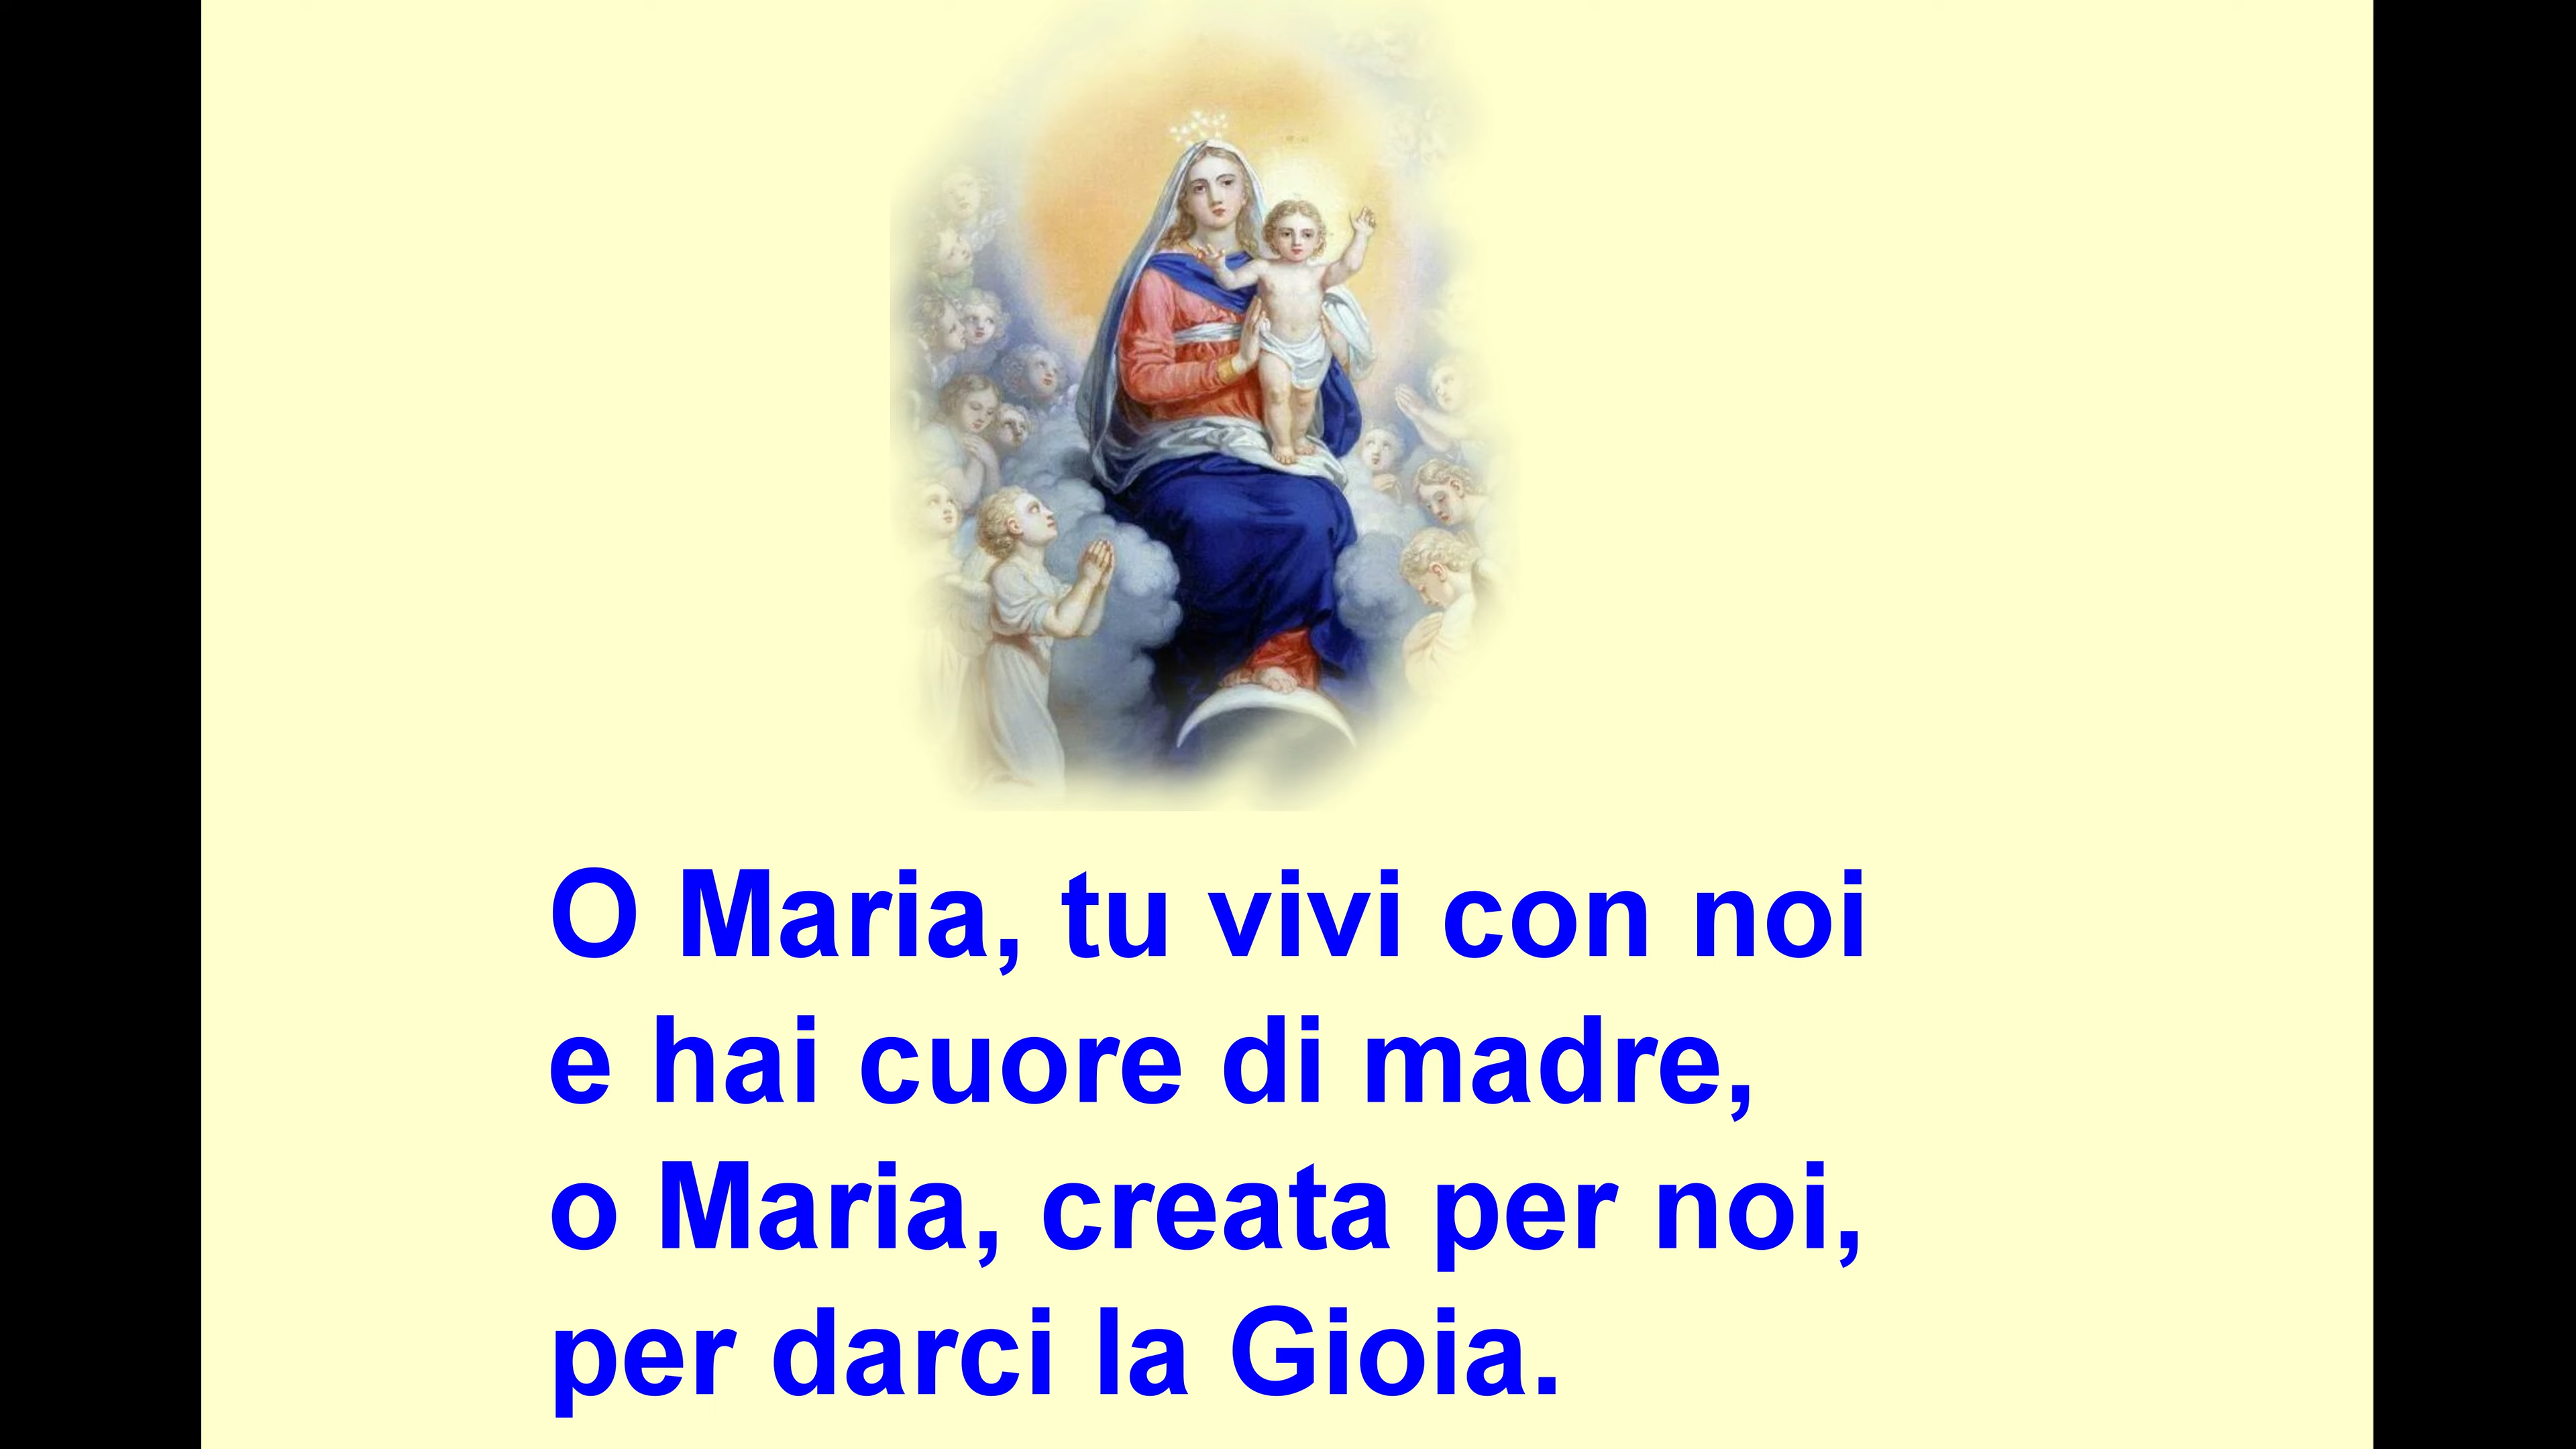 O Maria, tu vivi con noi
e hai cuore di madre,
o Maria, creata per noi,
per darci la Gioia.